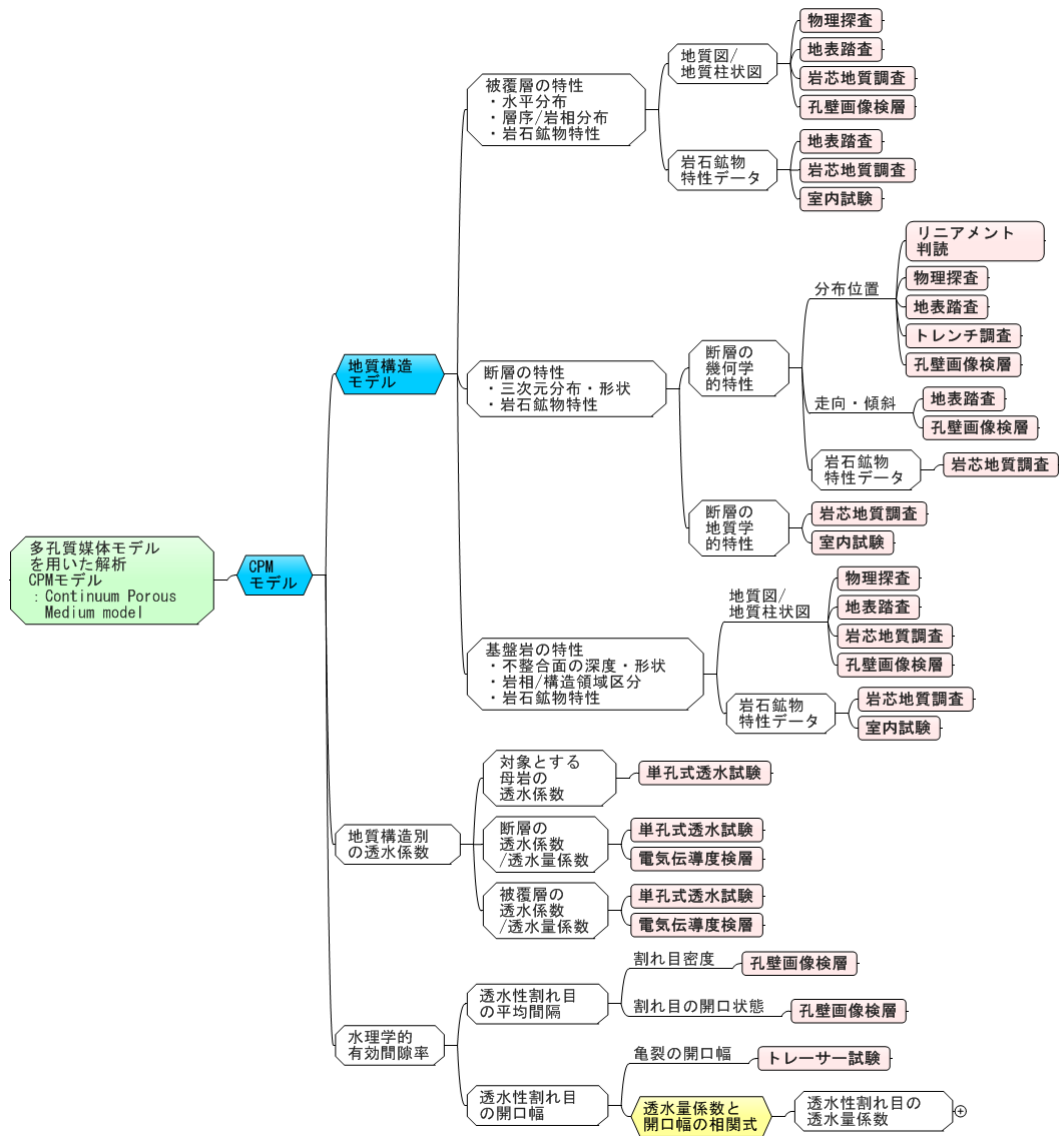 多孔質媒体モデル
を用いた解析
CPMモデル
：Continuum Porous
Medium model
CPM
モデル
地質構造
モデル
被覆層の特性
・水平分布
・層序/岩相分布
・岩石鉱物特性
地質図/
地質柱状図
物理探査
地表踏査
岩芯地質調査
孔壁画像検層
岩石鉱物
特性データ
地表踏査
岩芯地質調査
室内試験
断層の特性
・三次元分布・形状
・岩石鉱物特性
断層の
幾何学
的特性
分布位置
リニアメント
判読
物理探査
地表踏査
トレンチ調査
孔壁画像検層
走向・傾斜
地表踏査
孔壁画像検層
岩石鉱物
特性データ
岩芯地質調査
断層の
地質学
的特性
岩芯地質調査
室内試験
基盤岩の特性
・不整合面の深度・形状
・岩相/構造領域区分
・岩石鉱物特性
地質図/
地質柱状図
物理探査
地表踏査
岩芯地質調査
孔壁画像検層
岩石鉱物
特性データ
岩芯地質調査
室内試験
地質構造別
の透水係数
対象とする
母岩の
透水係数
単孔式透水試験
断層の
透水係数
/透水量係数
単孔式透水試験
電気伝導度検層
被覆層の
透水係数
/透水量係数
単孔式透水試験
電気伝導度検層
水理学的
有効間隙率
透水性割れ目
の平均間隔
割れ目密度
孔壁画像検層
割れ目の開口状態
孔壁画像検層
透水性割れ目
の開口幅
亀裂の開口幅
トレーサー試験
透水量係数と
開口幅の相関式
透水性割れ目の
透水量係数